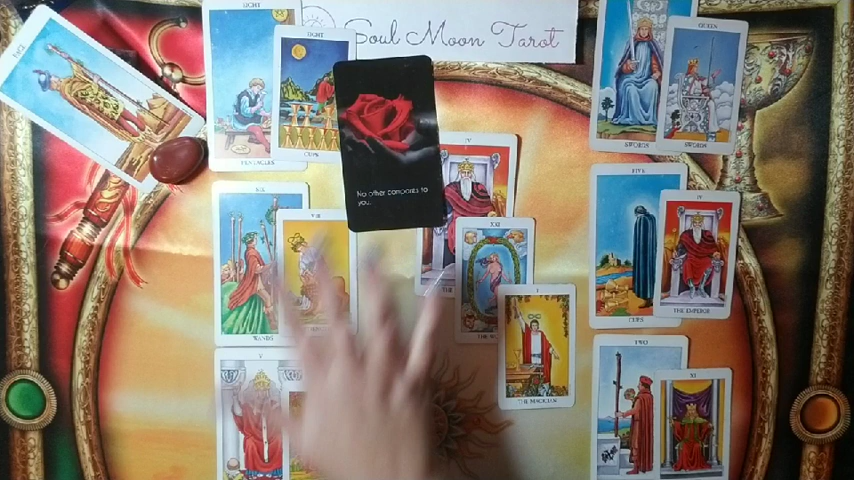 Soul Moon Tarot
EIGHT
PENTACLES
EIGHT
CUPS
No other compares to
you.
IV
QUEEN
SWORDS
SWORDS
SIX
WANDS
VIII
XXI
I
THE MAGICIAN
FIVE
CUPS
IV
THE EMPEROR
V
TWO
XI